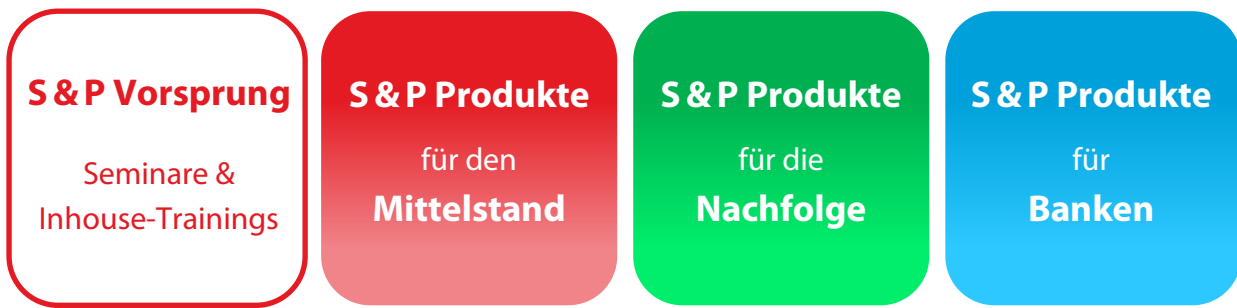 S & P Vorsprung
Seminare &
Inhouse-Trainings
S & P Produkte
für den
Mittelstand
S & P Produkte
für die
Nachfolge
S & P Produkte
für
Banken